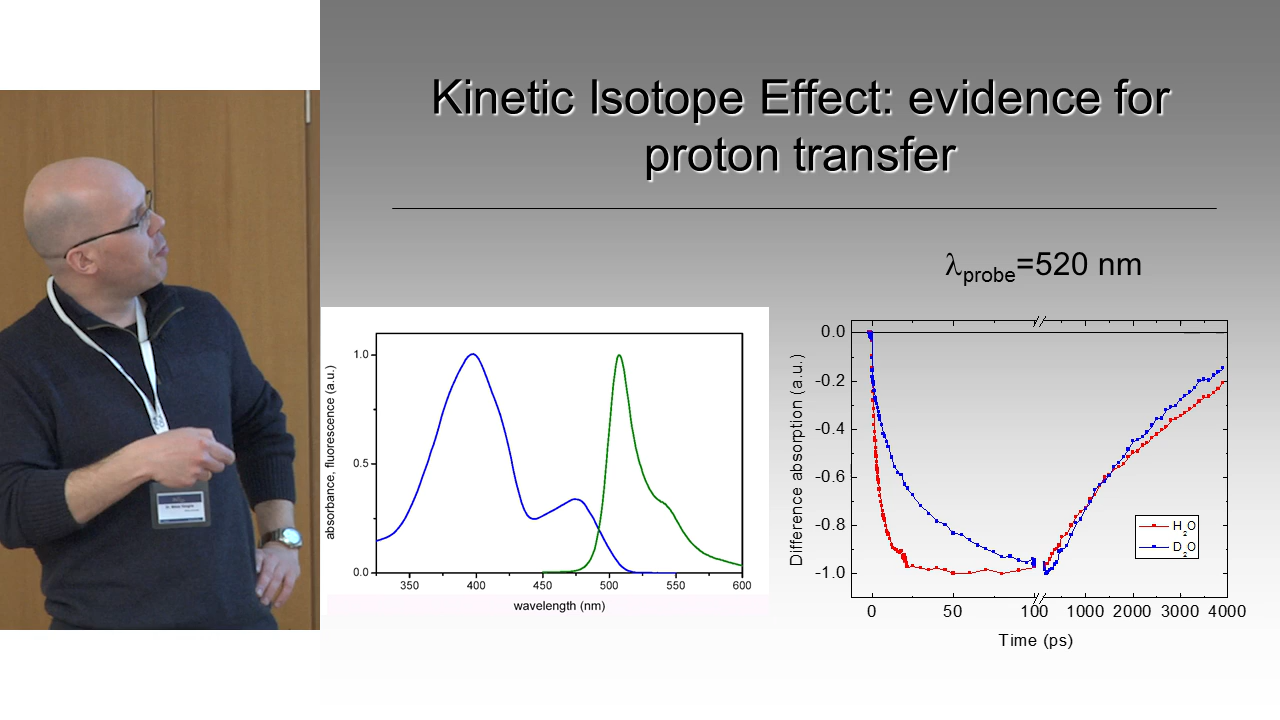 Kinetic Isotope Effect: evidence for
proton transfer
λprobe=520 nm
absorbance, fluorescence (a.u.)
1.0
0.5
0.0
350 400 450 500 550 600
wavelength (nm)
Difference absorption (a.u.)
0.0
-0.2
-0.4
-0.6
-0.8
-1.0
H2O
D2O
0 50 100 1000 2000 3000 4000
Time (ps)